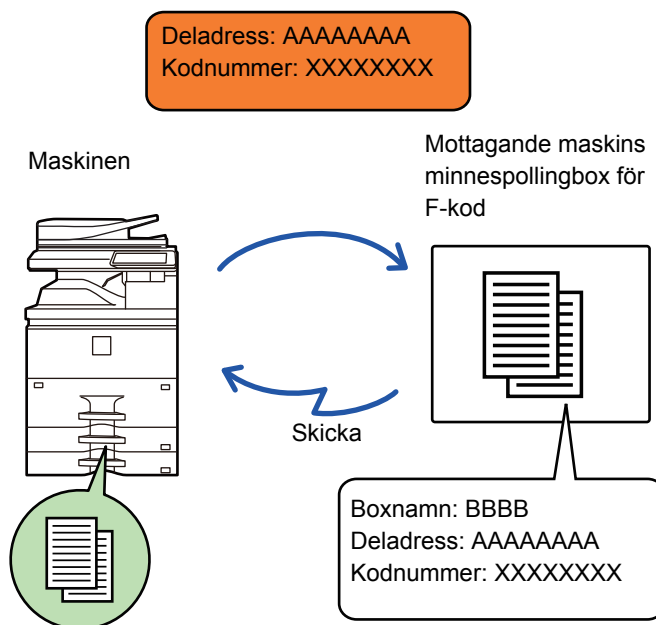 Deladress: AAAAAAAA
Kodnummer: XXXXXXXX
Maskinen
Mottagande maskins
minnespollingbox för
F-kod
Skicka
Boxnamn: BBBB
Deladress: AAAAAAAA
Kodnummer: XXXXXXXX